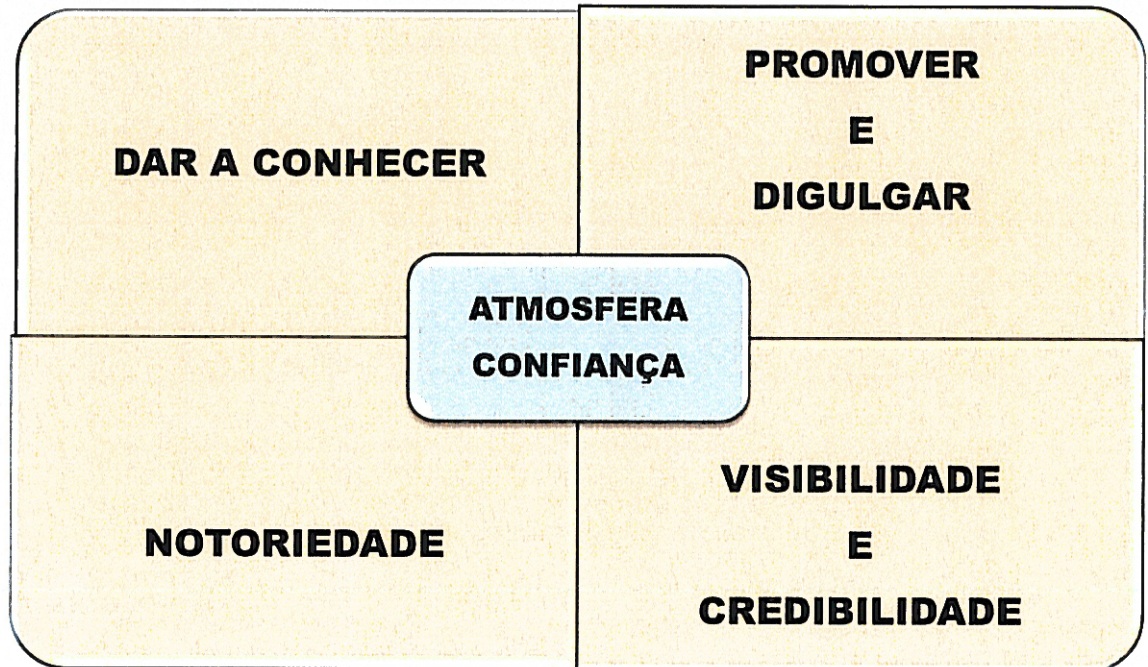 DAR A CONHECER
PROMOVER
E
DIGULGAR
ATMOSFERA
CONFIANÇA
NOTORIEDADE
VISIBILIDADE
E
CREDIBILIDADE